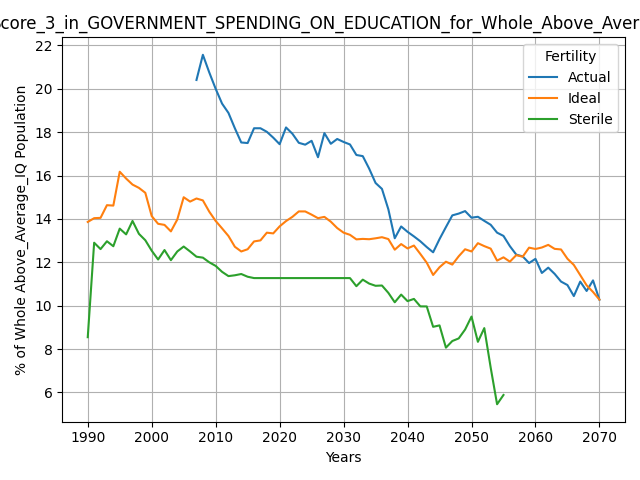 core_3_in_GOVERNMENT_SPENDING_ON_EDUCATION_for_Whole_Above_Aver
Fertility
Actual
Ideal
Sterile
% of Whole Above_Average_IQ Population
22
20
18
16
14
12
10
8
6
1990
2000
2010
2020
2030
2040
2050
2060
2070
Years